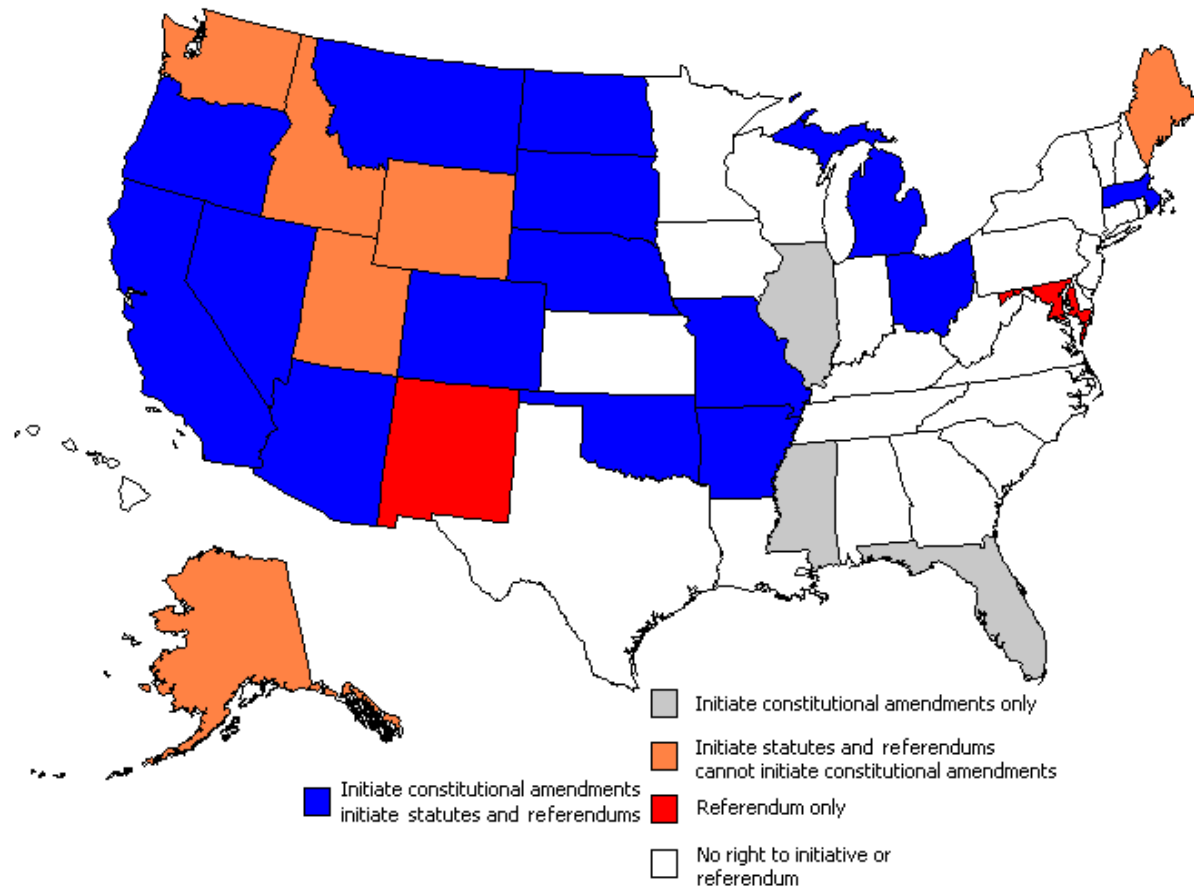 Initiate constitutional amendments only
Initiate statutes and referendums
cannot initiate constitutional amendments
Initiate constitutional amendments
initiate statutes and referendums
Referendum only
No right to initiative or
referendum